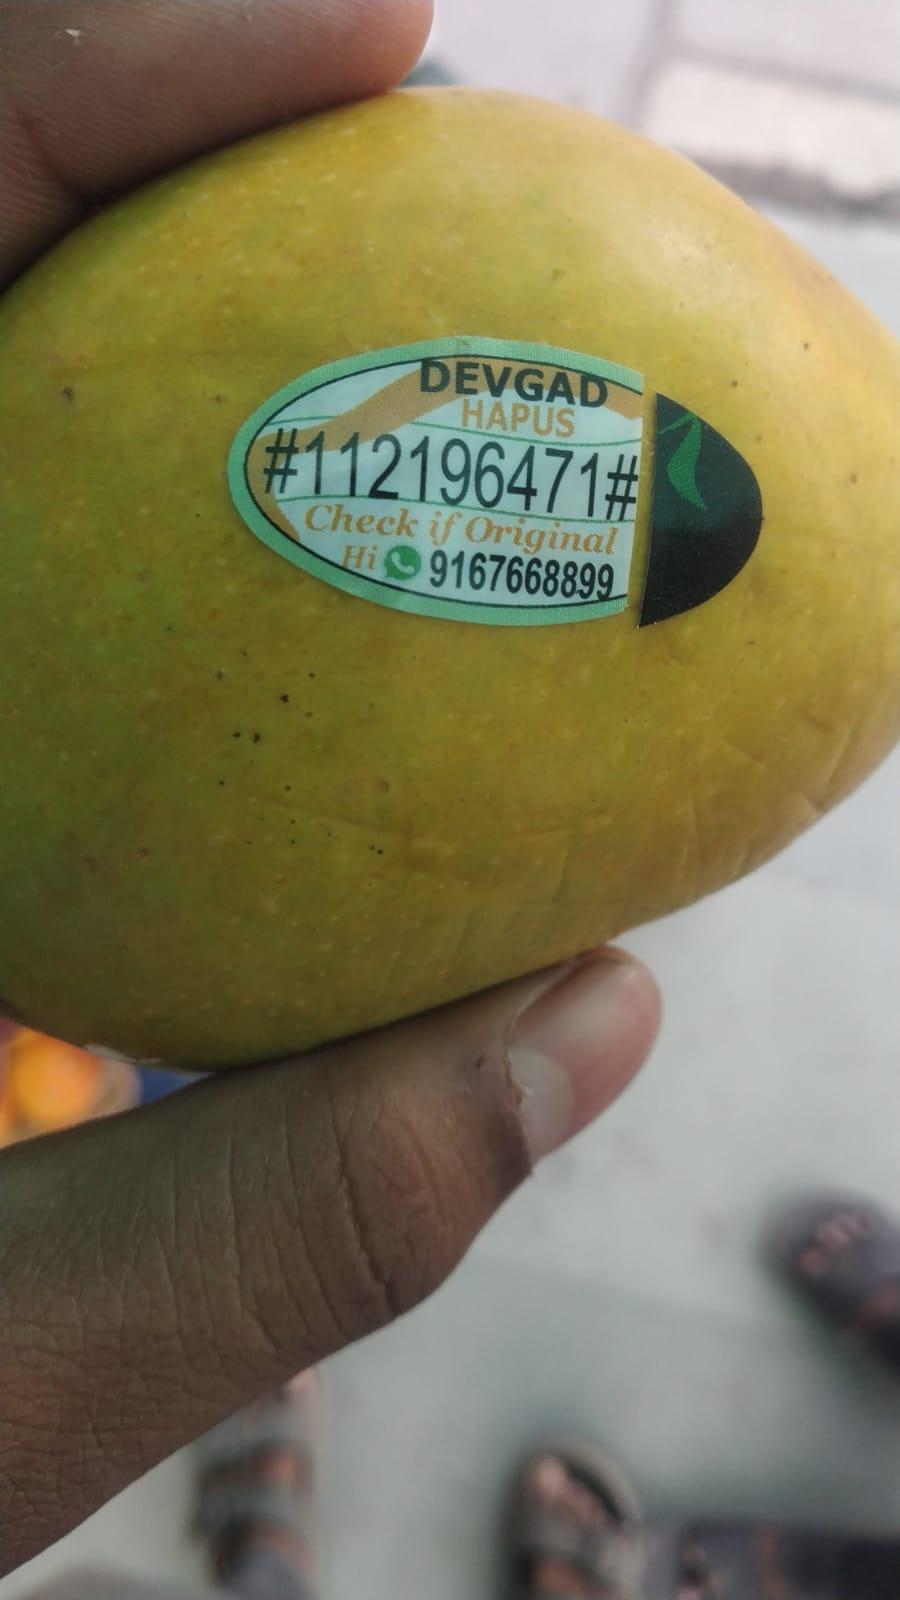 DEVGAD
HAPUS
#112196471#
Check if Original
Hi 9167668899